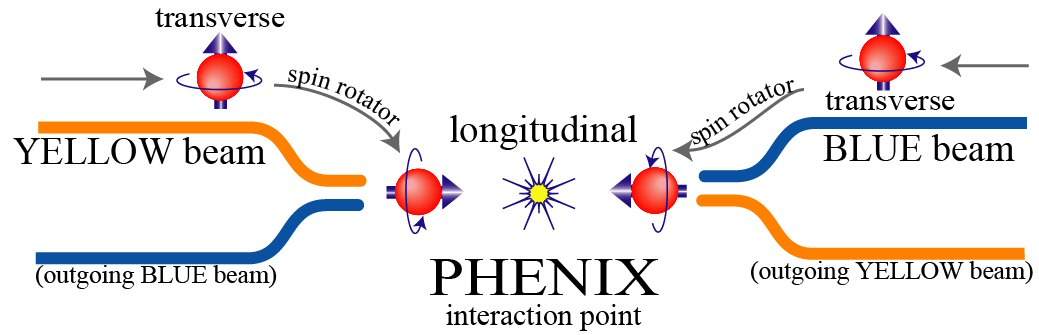 transverse
spin rotator
YELLOW beam
longitudinal
spin rotator
transverse
BLUE beam
(outgoing BLUE beam)
PHENIX
interaction point
(outgoing YELLOW beam)